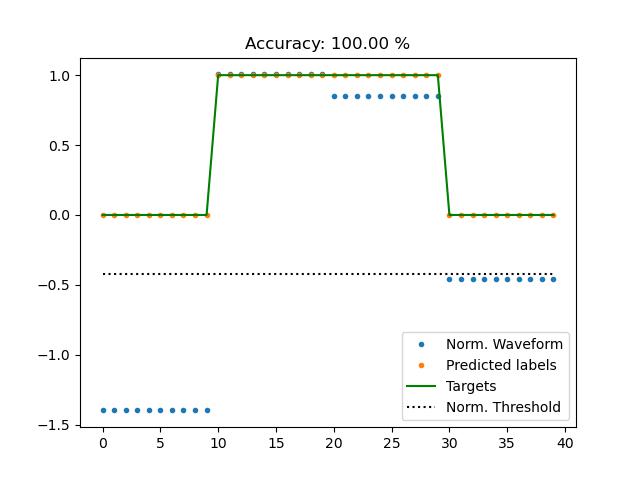 Accuracy: 100.00 %
1.0
0.5
0.0
−0.5
−1.0
−1.5
0 5 10 15 20 25 30 35 40
Norm. Waveform
Predicted labels
Targets
Norm. Threshold